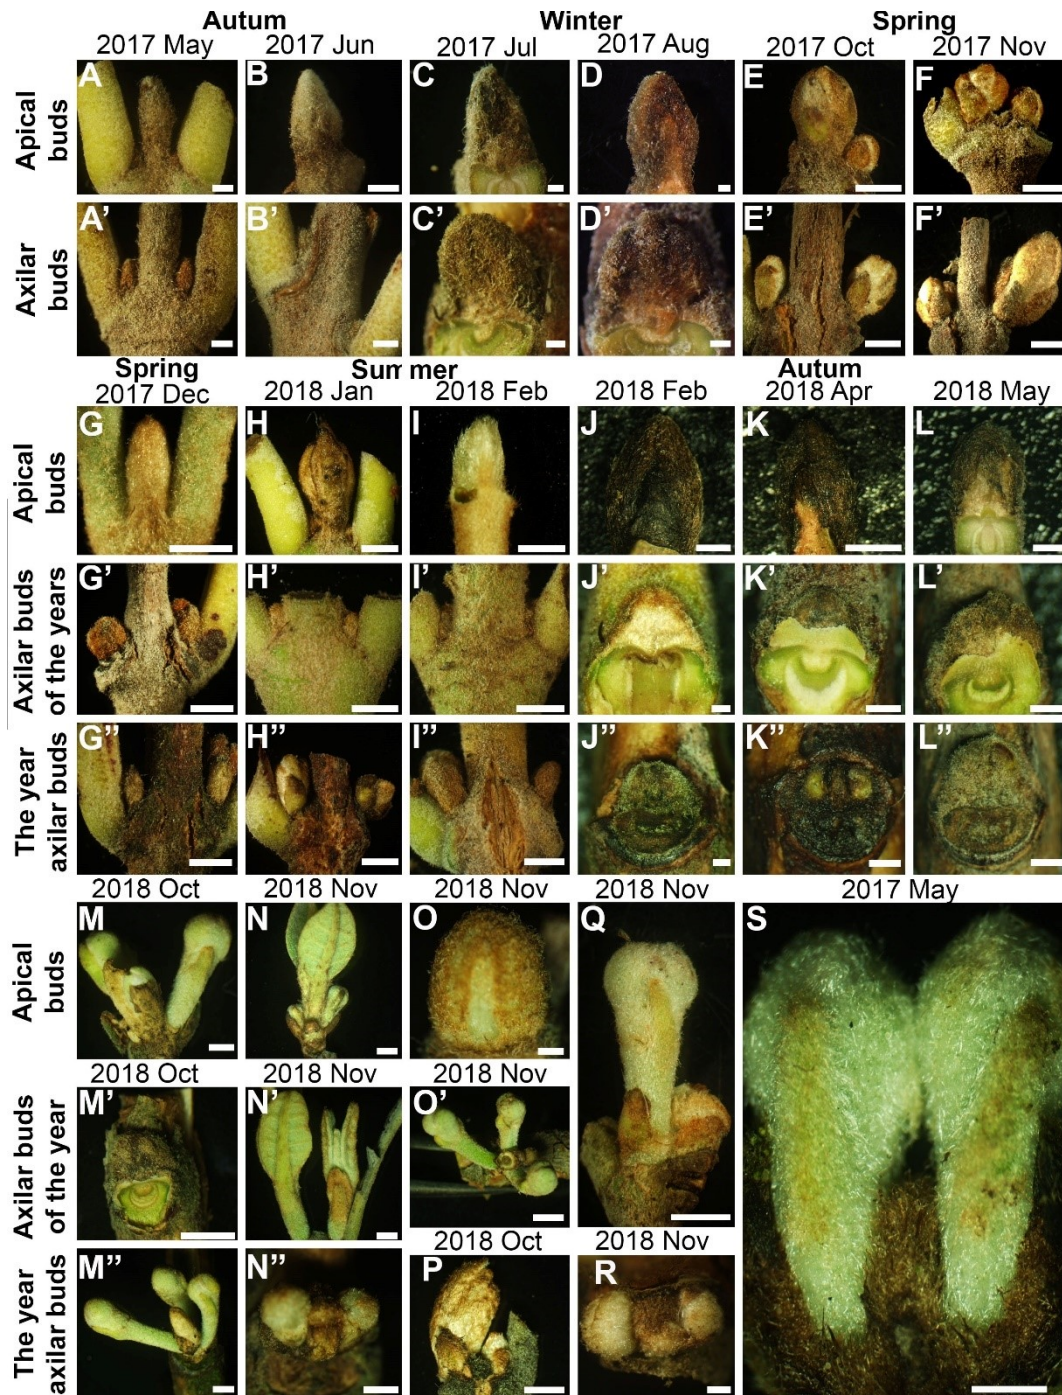 Autum Winter Spring
2017 May 2017 Jun 2017 Jul 2017 Aug 2017 Oct 2017 Nov
Apical buds
A B C D E F
Axilar buds
A' B' C' D' E' F'
Spring Summer Autum
2017 Dec 2018 Jan 2018 Feb 2018 Feb 2018 Apr 2018 May
Apical buds
G H I J K L
Axilar buds of the years
G' H' I' J' K' L'
The year axilar buds
G'' H'' I'' J'' K'' L''
2018 Oct 2018 Nov 2018 Nov 2018 Nov 2017 May
Apical buds
M N O Q S
2018 Oct 2018 Nov 2018 Nov
Axilar buds of the year
M' N' O'
2018 Oct 2018 Nov
The year axilar buds
M'' N'' P R